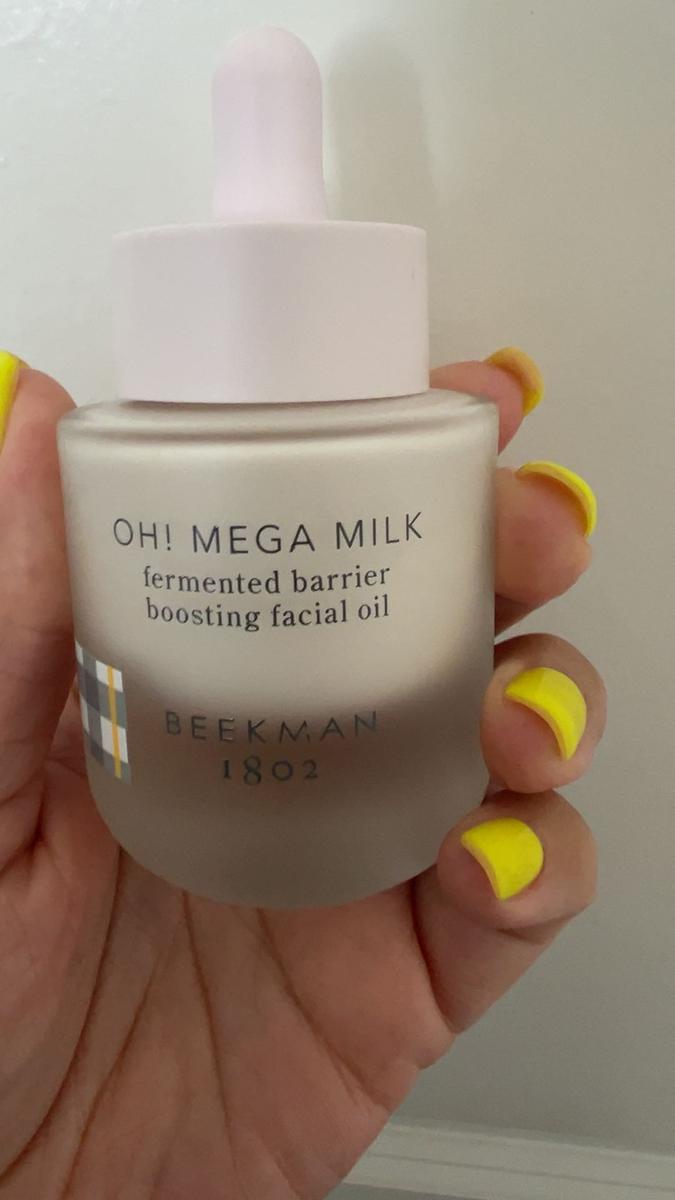 OH! MEGA MILK
fermented barrier
boosting facial oil
BEEKMAN
1802